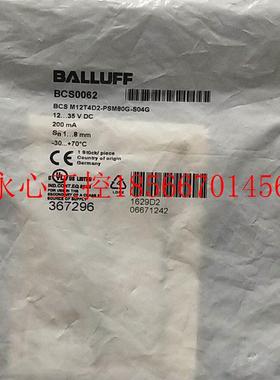 BALLUFF
BCS0062
BCS M12T4D2-PSM80G-S04G
12...35 V DC
200 mA
1...8 mm
-30...+70°C
1 Stück/ piece
Country of origin
Germany
367296
1629D2
06671242